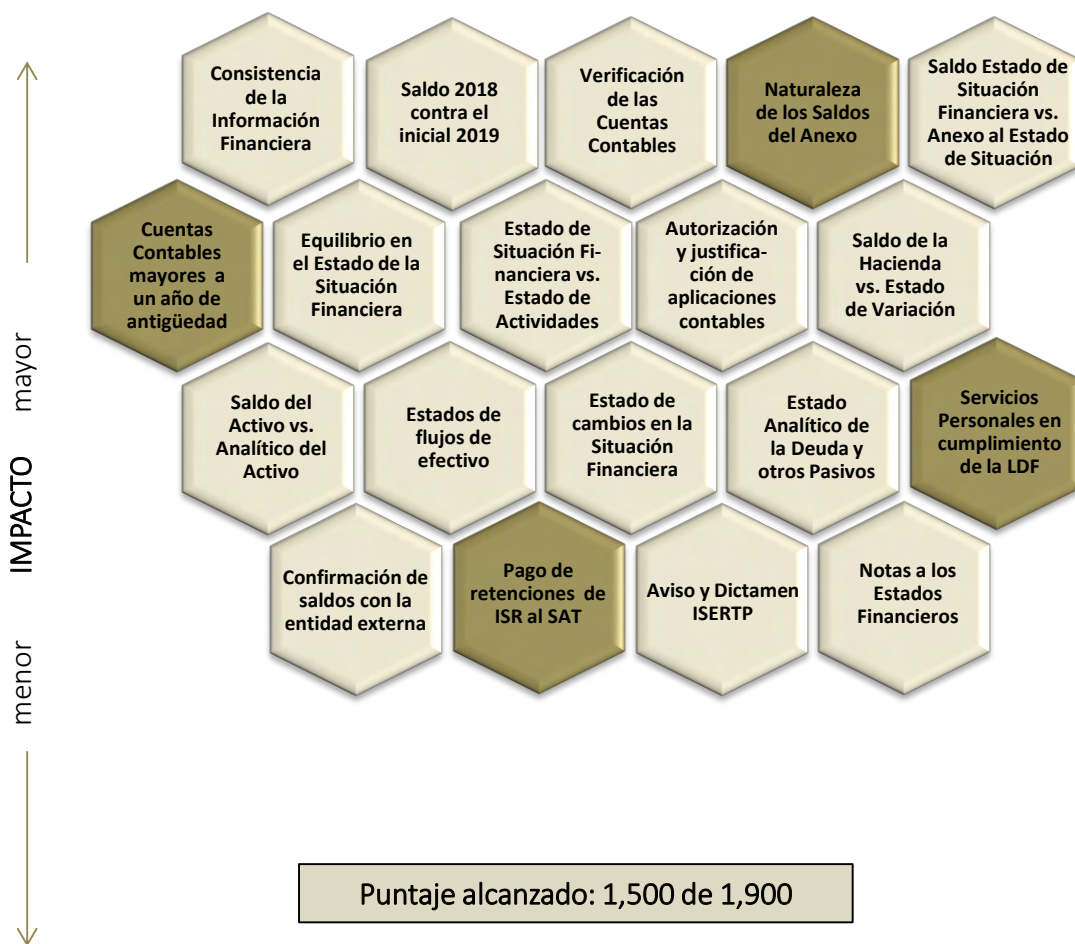 Consistencia
de la
Información
Financiera
Saldo 2018
contra el
inicial 2019
Verificación
de las
Cuentas
Contables
Naturaleza
de los Saldos
del Anexo
Saldo Estado de
Situación
Financiera vs.
Anexo al Estado
de Situación
Cuentas
Contables
mayores a
un año de
antigüedad
Equilibrio en
el Estado de la
Situación
Financiera
Estado de
Situación Fi-
nanciera vs.
Estado de
Actividades
Autorización
y justifica-
ción de
aplicaciones
contables
Saldo de la
Hacienda
vs. Estado
de Variación
Saldo del
Activo vs.
Analítico del
Activo
Estados de
flujos de
efectivo
Estado de
cambios en la
Situación
Financiera
Estado
Analítico de
la Deuda y
otros Pasivos
Servicios
Personales en
cumplimiento
de la LDF
Confirmación de
saldos con la
entidad externa
Pago de
retenciones de
ISR al SAT
Aviso y Dictamen
ISERTP
Notas a los
Estados
Financieros
menor IMPACTO mayor
Puntaje alcanzado: 1,500 de 1,900